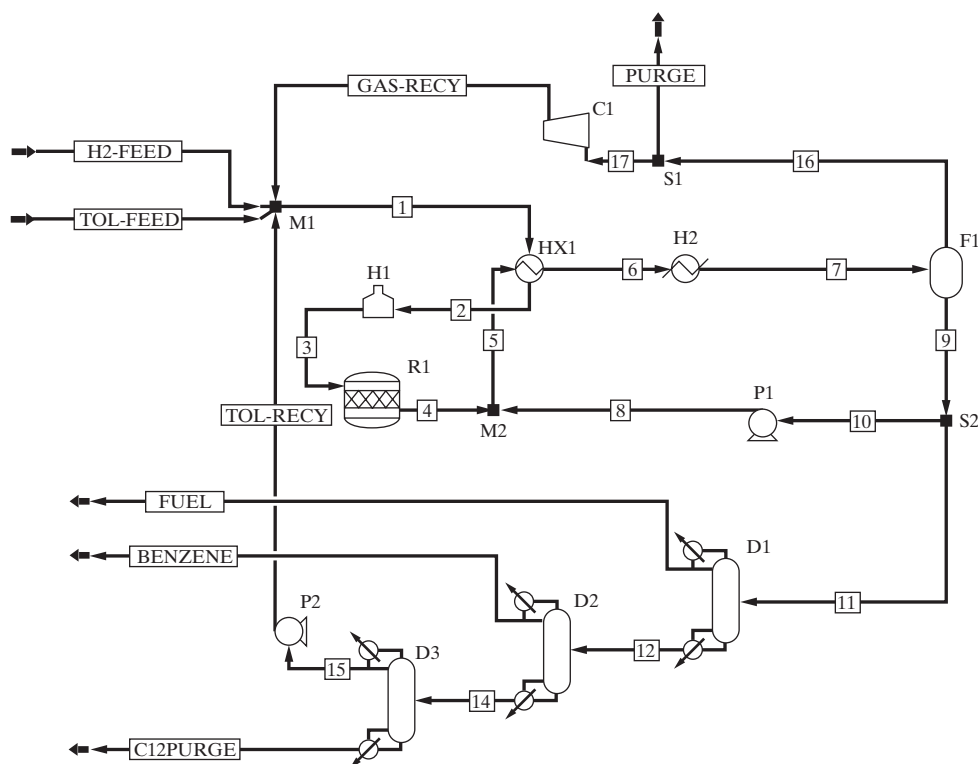 PURGE
GAS-RECY
C1
H2-FEED
17
16
S1
TOL-FEED
1
M1
HX1
H2
F1
6
7
H1
2
5
9
3
R1
TOL-RECY
4
M2
8
P1
10
S2
FUEL
BENZENE
D1
P2
D2
11
D3
12
15
14
C12PURGE